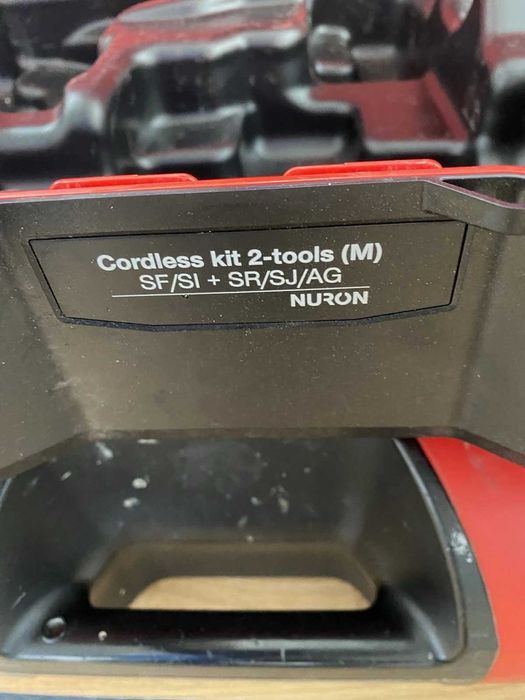 Cordless kit 2-tools (M)
SF/SI + SR/SJ/AG
NURON